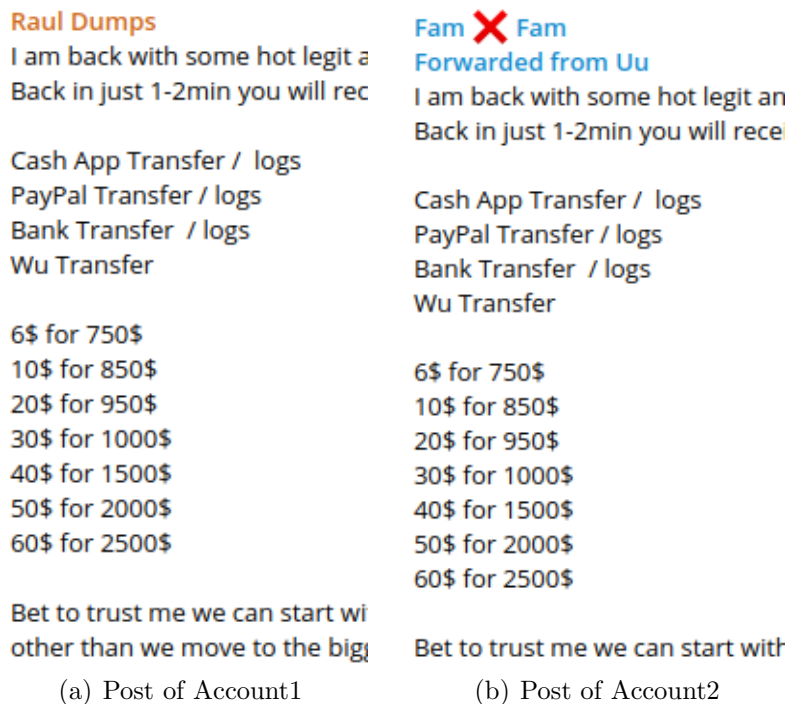 Raul Dumps
I am back with some hot legit a
Back in just 1-2min you will rec
Cash App Transfer /  logs
PayPal Transfer / logs
Bank Transfer  / logs
Wu Transfer
6$ for 750$
10$ for 850$
20$ for 950$
30$ for 1000$
40$ for 1500$
50$ for 2000$
60$ for 2500$
Bet to trust me we can start wi
other than we move to the bigg
(a) Post of Account1
Fam ❌ Fam
Forwarded from Uu
I am back with some hot legit an
Back in just 1-2min you will recei
Cash App Transfer /  logs
PayPal Transfer / logs
Bank Transfer  / logs
Wu Transfer
6$ for 750$
10$ for 850$
20$ for 950$
30$ for 1000$
40$ for 1500$
50$ for 2000$
60$ for 2500$
Bet to trust me we can start with
(b) Post of Account2